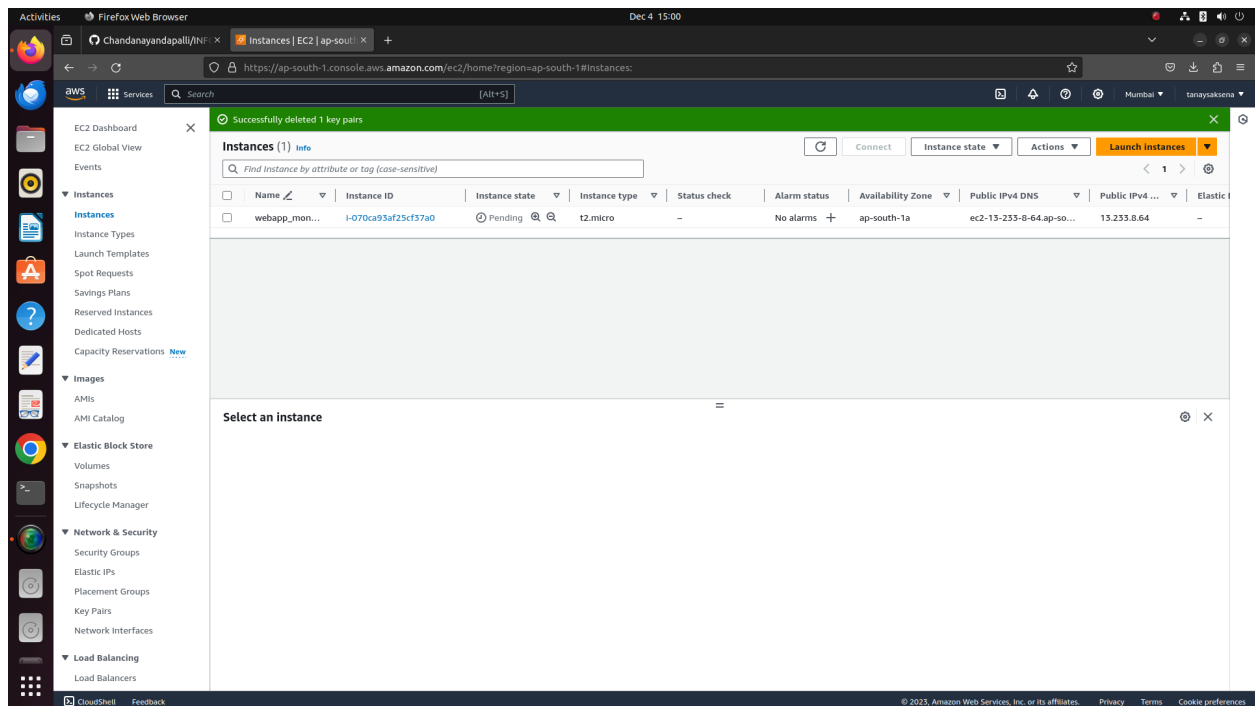 Activities Firefox Web Browser Dec 4 15:00
Chandanayandapalli/INF Instances | EC2 | ap-sout
https://ap-south-1.console.aws.amazon.com/ec2/home?region=ap-south-1#Instances:
aws Services Search [Alt+S] Mumbai tanaysaksena
EC2 Dashboard
EC2 Global View
Events
Instances
Instances
Instance Types
Launch Templates
Spot Requests
Savings Plans
Reserved Instances
Dedicated Hosts
Capacity Reservations New
Images
AMIs
AMI Catalog
Elastic Block Store
Volumes
Snapshots
Lifecycle Manager
Network & Security
Security Groups
Elastic IPs
Placement Groups
Key Pairs
Network Interfaces
Load Balancing
Load Balancers
Successfully deleted 1 key pairs
Instances (1) Info Connect Instance state Actions Launch instances
Find Instance by attribute or tag (case-sensitive) 1
Name Instance ID Instance state Instance type Status check Alarm status Availability Zone Public IPv4 DNS Public IPv4 ... Elastic
webapp_mon... i-070ca93af25cf37a0 Pending t2.micro – No alarms + ap-south-1a ec2-13-233-8-64.ap-so... 13.233.8.64 –
Select an instance
CloudShell Feedback © 2023, Amazon Web Services, Inc. or its affiliates. Privacy Terms Cookie preferences